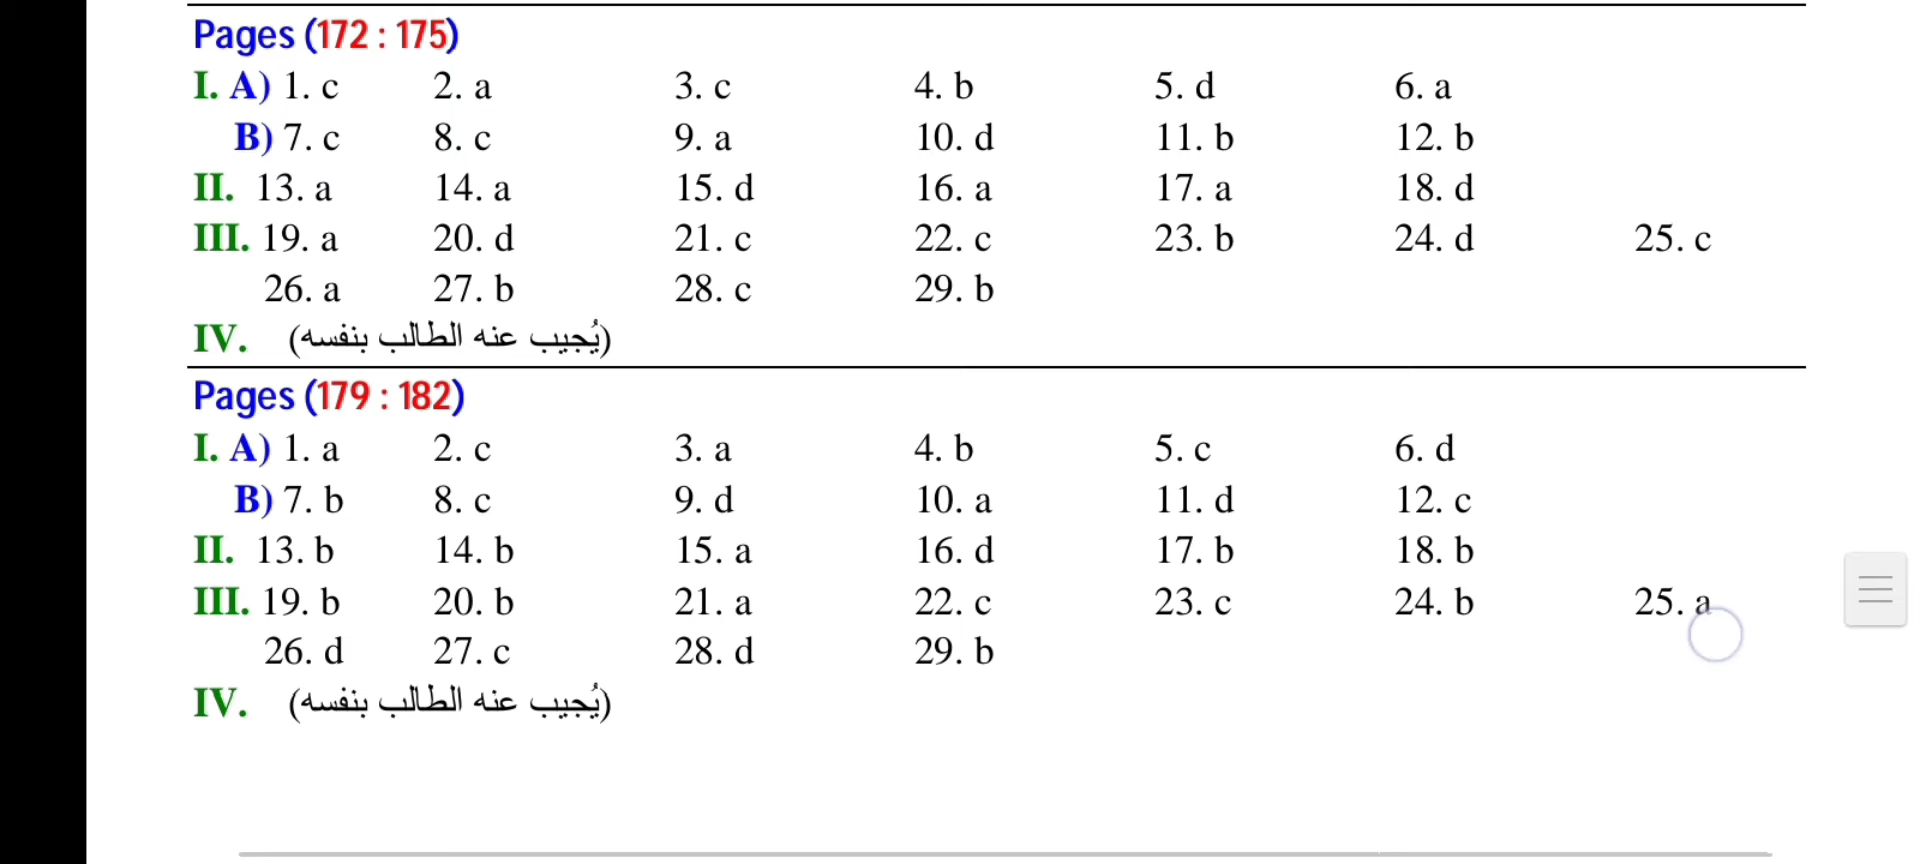 Pages (172 : 175)
I. A) 1. c 2. a 3. c 4. b 5. d 6. a
B) 7. c 8. c 9. a 10. d 11. b 12. b
II. 13. a 14. a 15. d 16. a 17. a 18. d
III. 19. a 20. d 21. c 22. c 23. b 24. d 25. c
26. a 27. b 28. c 29. b
IV. (يُجيب عنه الطالب بنفسه)
Pages (179 : 182)
I. A) 1. a 2. c 3. a 4. b 5. c 6. d
B) 7. b 8. c 9. d 10. a 11. d 12. c
II. 13. b 14. b 15. a 16. d 17. b 18. b
III. 19. b 20. b 21. a 22. c 23. c 24. b 25. a
26. d 27. c 28. d 29. b
IV. (يُجيب عنه الطالب بنفسه)